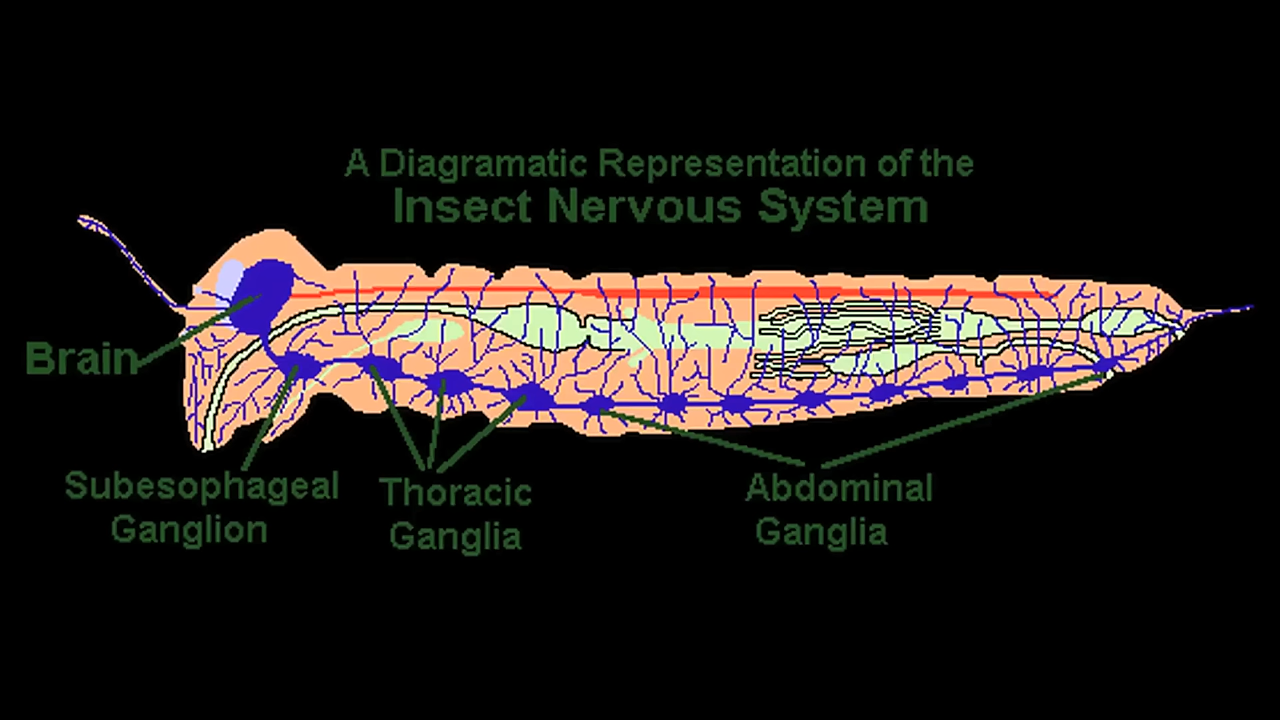 A Diagramatic Representation of the
Insect Nervous System
Brain
Subesophageal
Ganglion
Thoracic
Ganglia
Abdominal
Ganglia